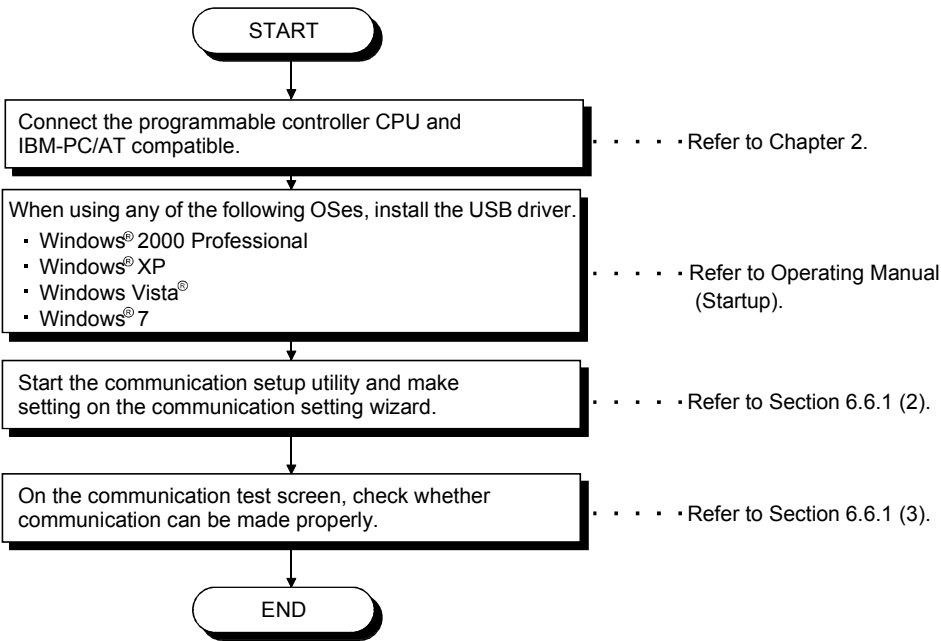 START
Connect the programmable controller CPU and
IBM-PC/AT compatible.
· · · · · Refer to Chapter 2.
When using any of the following OSes, install the USB driver.
· Windows® 2000 Professional
· Windows® XP
· Windows Vista®
· Windows® 7
· · · · · Refer to Operating Manual
(Startup).
Start the communication setup utility and make
setting on the communication setting wizard.
· · · · · Refer to Section 6.6.1 (2).
On the communication test screen, check whether
communication can be made properly.
· · · · · Refer to Section 6.6.1 (3).
END